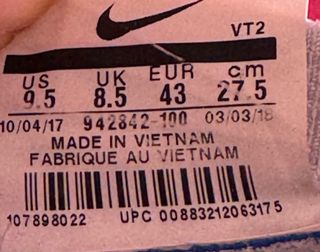 VT2
US UK EUR cm
9.5 8.5 43 27.5
10/04/17 942842-100 03/03/18
MADE IN VIETNAM
FABRIQUE AU VIETNAM
107898022 UPC 00883212063175